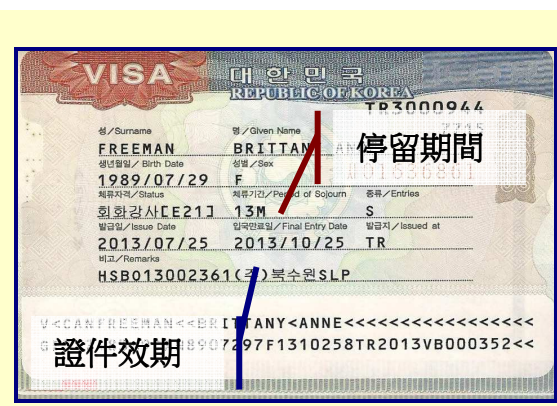 VISA 대한민국
REPUBLIC OF KOREA
TR3000944
성/Surname 명/Given Name
FREEMAN BRITTAN
停留期間
생년월일/ Birth Date 성별/Sex
1989/07/29 F
체류자격/Status 체류기간/Period of Sojourn 종류/Entries
회화강사[E21] 13M S
발급일/Issue Date 입국만료일/Final Entry Date 발급지/Issued at
2013/07/25 2013/10/25 TR
비고/Remarks
HSB013002361(주)북수원SLP
V<CANFREEMAN<<BRITTANY<ANNE<<<<<<<<<<<<<<<<<
7297F1310258TR2013VB000352<<
證件效期